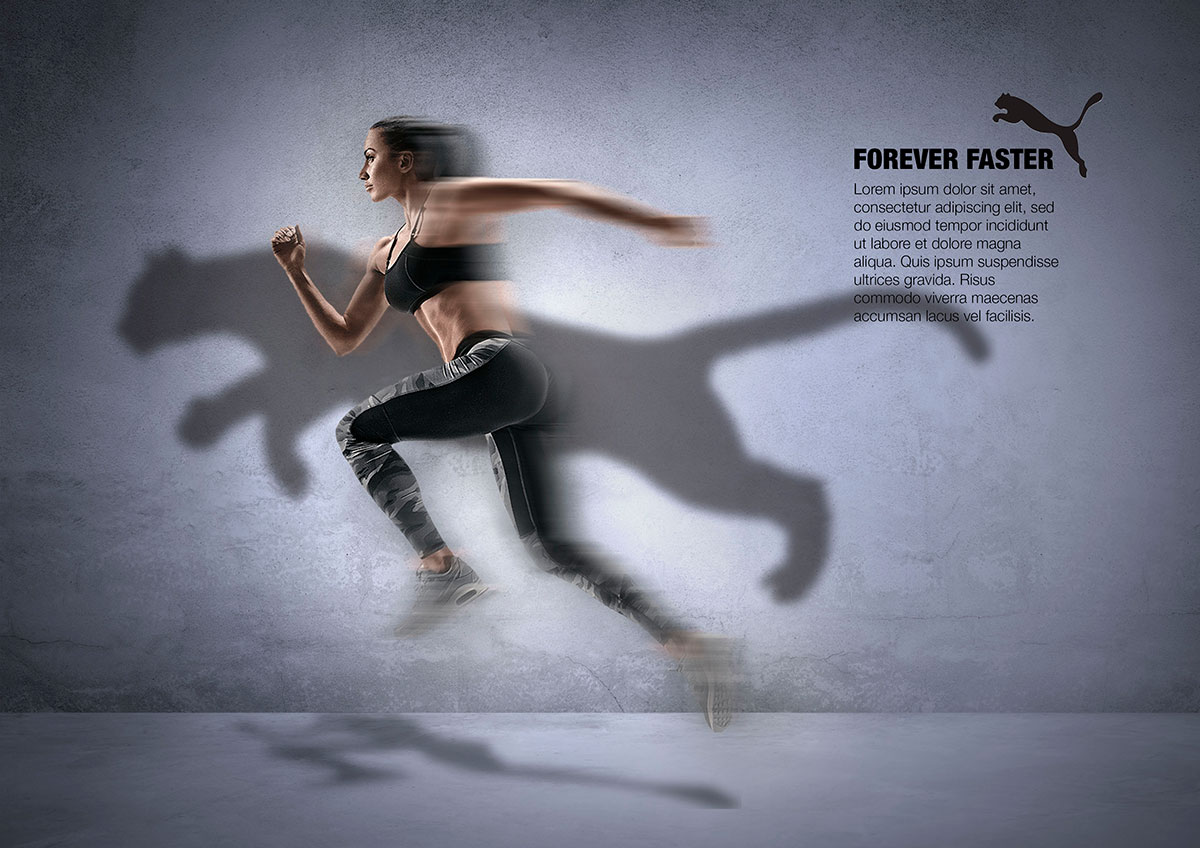 FOREVER FASTER
Lorem ipsum dolor sit amet,
consectetur adipiscing elit, sed
do eiusmod tempor incididunt
ut labore et dolore magna
aliqua. Quis ipsum suspendisse
ultrices gravida. Risus
commodo viverra maecenas
accumsan lacus vel facilisis.